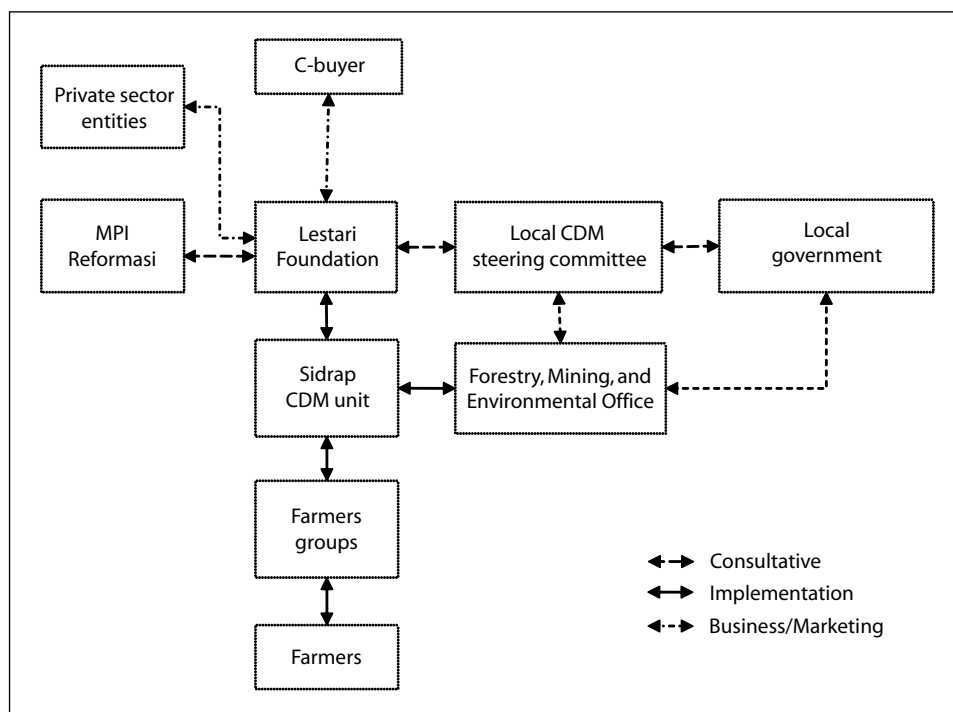 C-buyer
Private sector
entities
MPI
Reformasi
Lestari
Foundation
Local CDM
steering committee
Local
government
Sidrap
CDM unit
Forestry, Mining, and
Environmental Office
Farmers
groups
Farmers
Consultative
Implementation
Business/Marketing